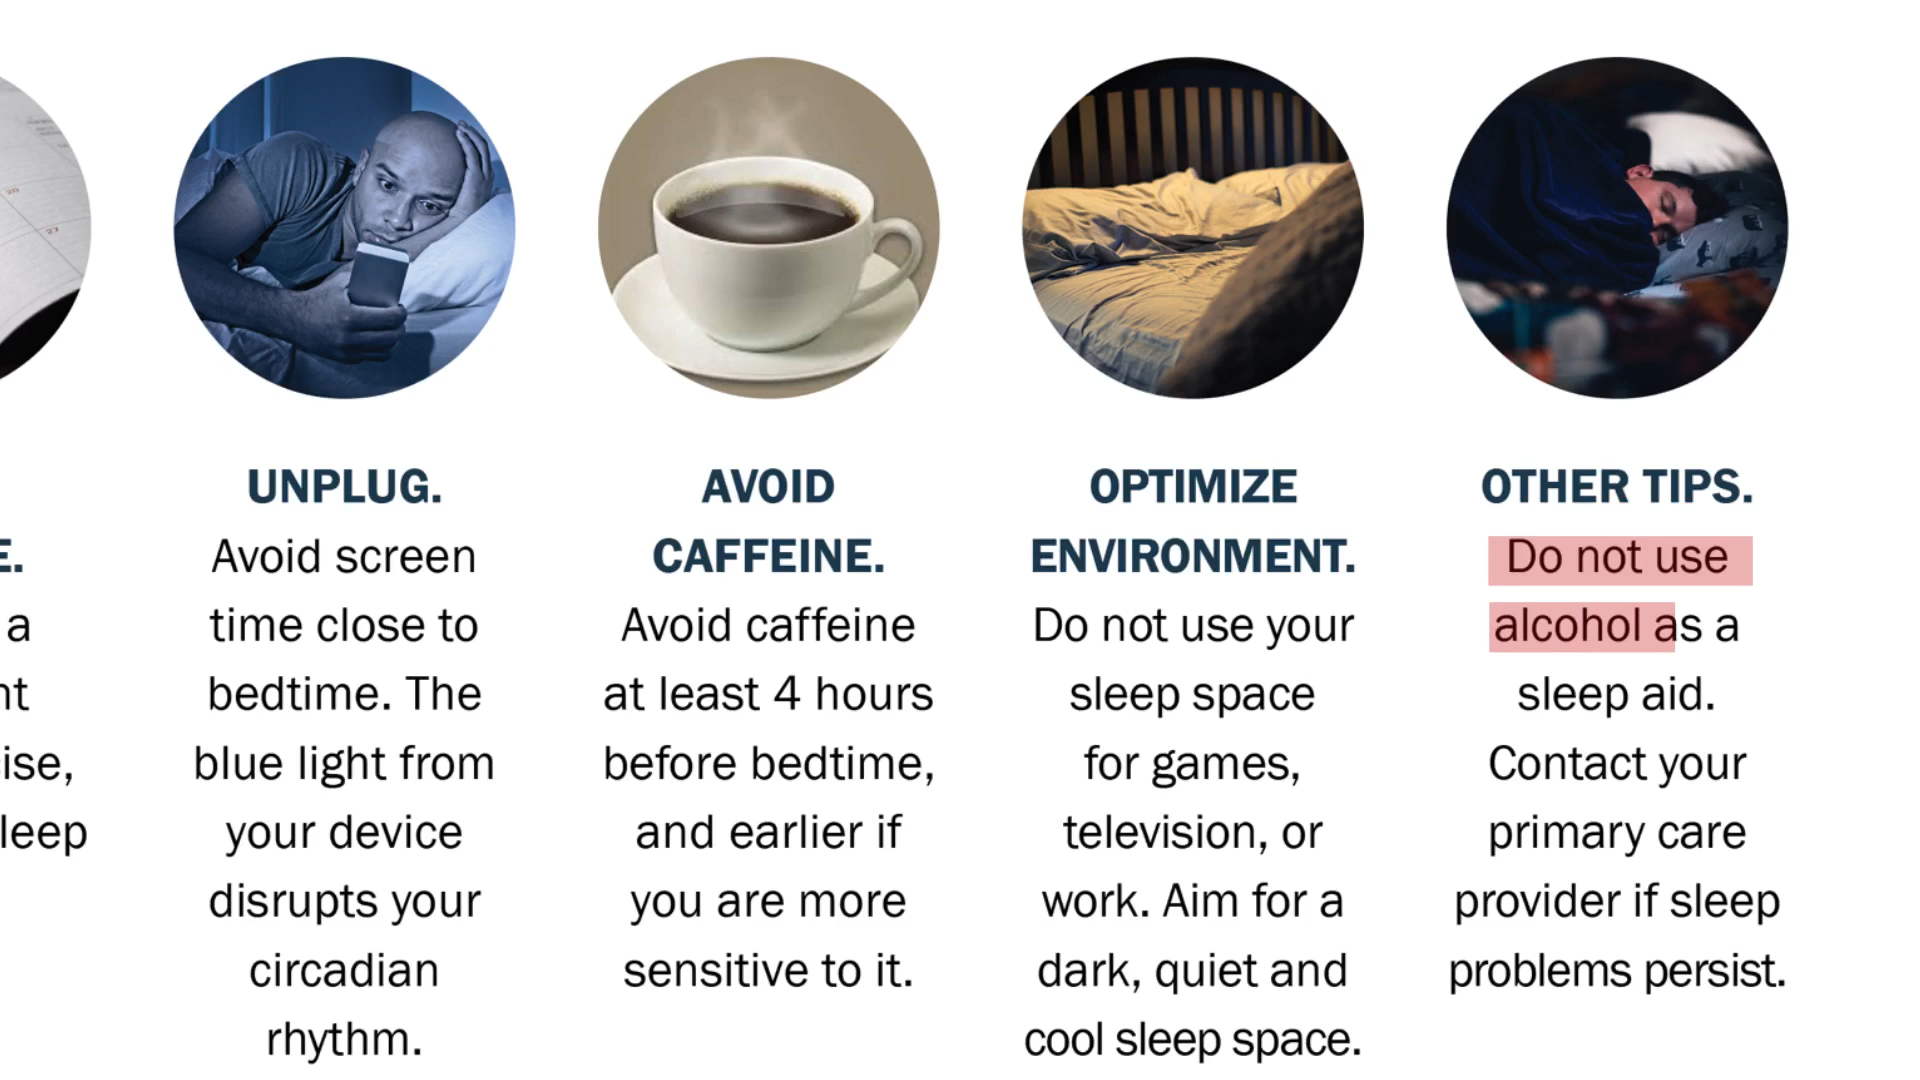 E.
a
nt
ise,
leep
UNPLUG.
Avoid screen
time close to
bedtime. The
blue light from
your device
disrupts your
circadian
rhythm.
AVOID
CAFFEINE.
Avoid caffeine
at least 4 hours
before bedtime,
and earlier if
you are more
sensitive to it.
OPTIMIZE
ENVIRONMENT.
Do not use your
sleep space
for games,
television, or
work. Aim for a
dark, quiet and
cool sleep space.
OTHER TIPS.
Do not use
alcohol as a
sleep aid.
Contact your
primary care
provider if sleep
problems persist.